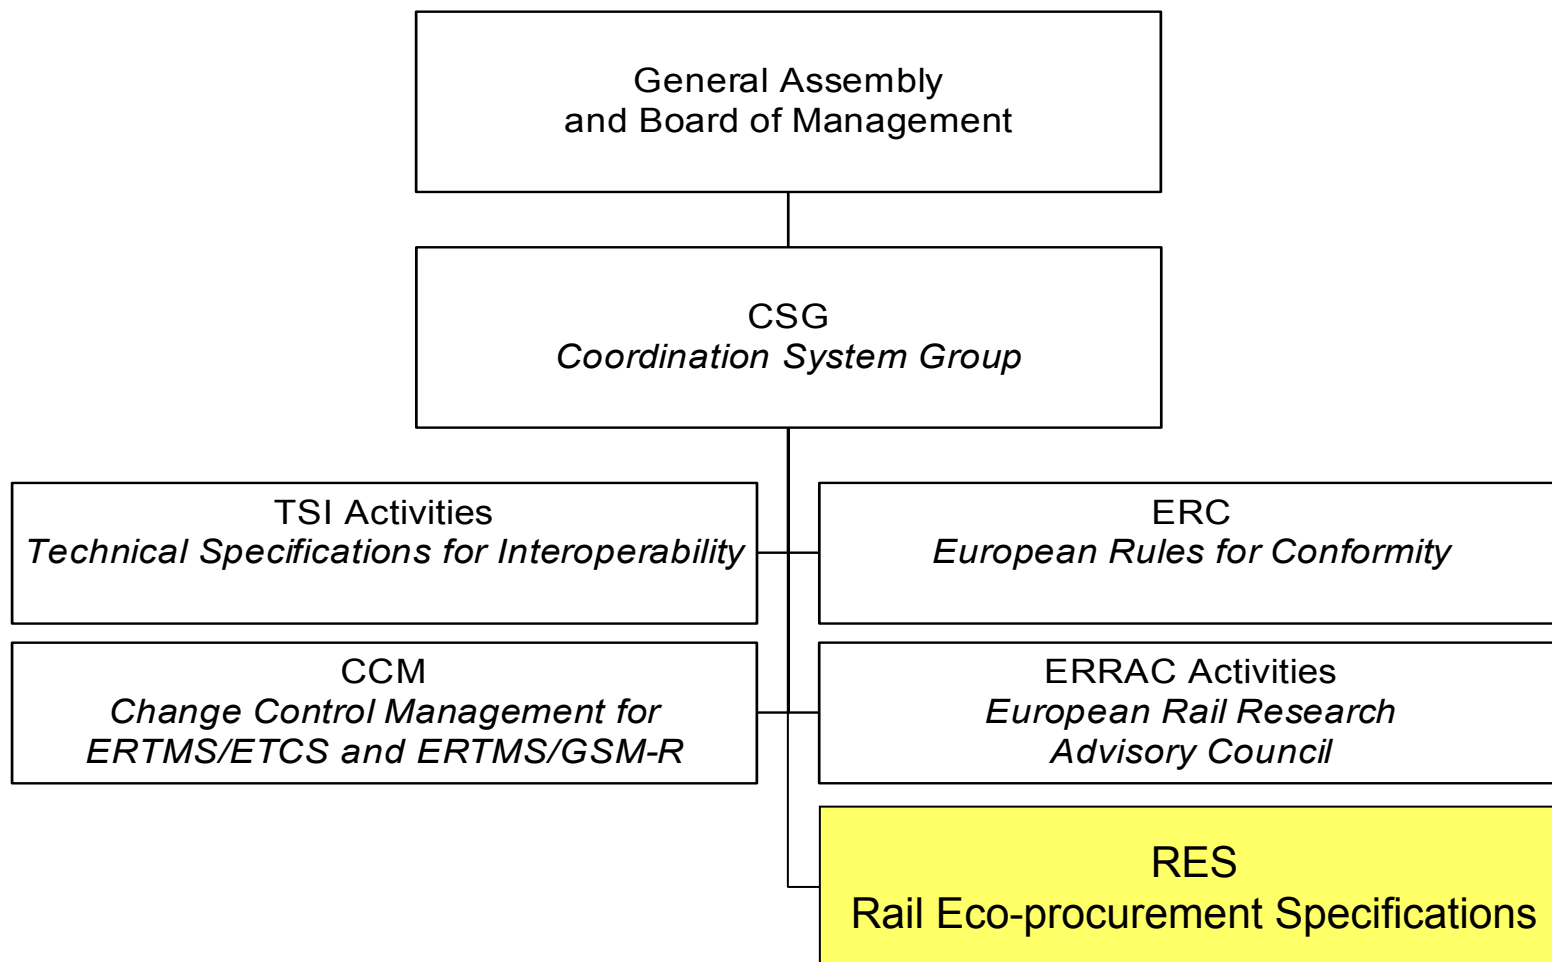 General Assembly
and Board of Management
CSG
Coordination System Group
TSI Activities
Technical Specifications for Interoperability
ERC
European Rules for Conformity
CCM
Change Control Management for
ERTMS/ETCS and ERTMS/GSM-R
ERRAC Activities
European Rail Research
Advisory Council
RES
Rail Eco-procurement Specifications